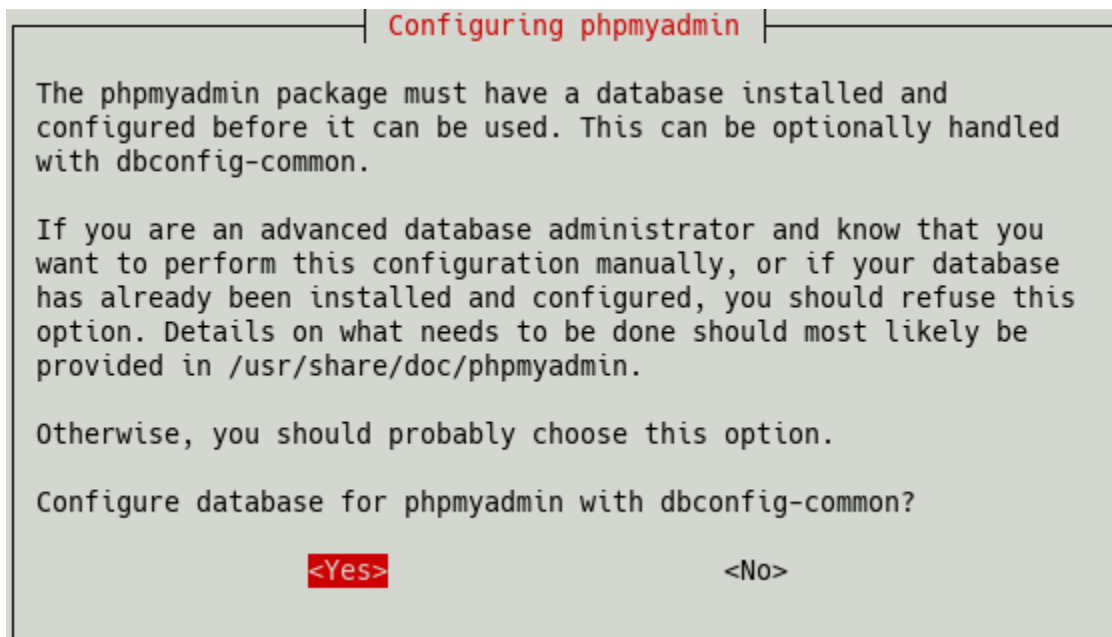 Configuring phpmyadmin
The phpmyadmin package must have a database installed and
configured before it can be used. This can be optionally handled
with dbconfig-common.
If you are an advanced database administrator and know that you
want to perform this configuration manually, or if your database
has already been installed and configured, you should refuse this
option. Details on what needs to be done should most likely be
provided in /usr/share/doc/phpmyadmin.
Otherwise, you should probably choose this option.
Configure database for phpmyadmin with dbconfig-common?
<Yes> <No>